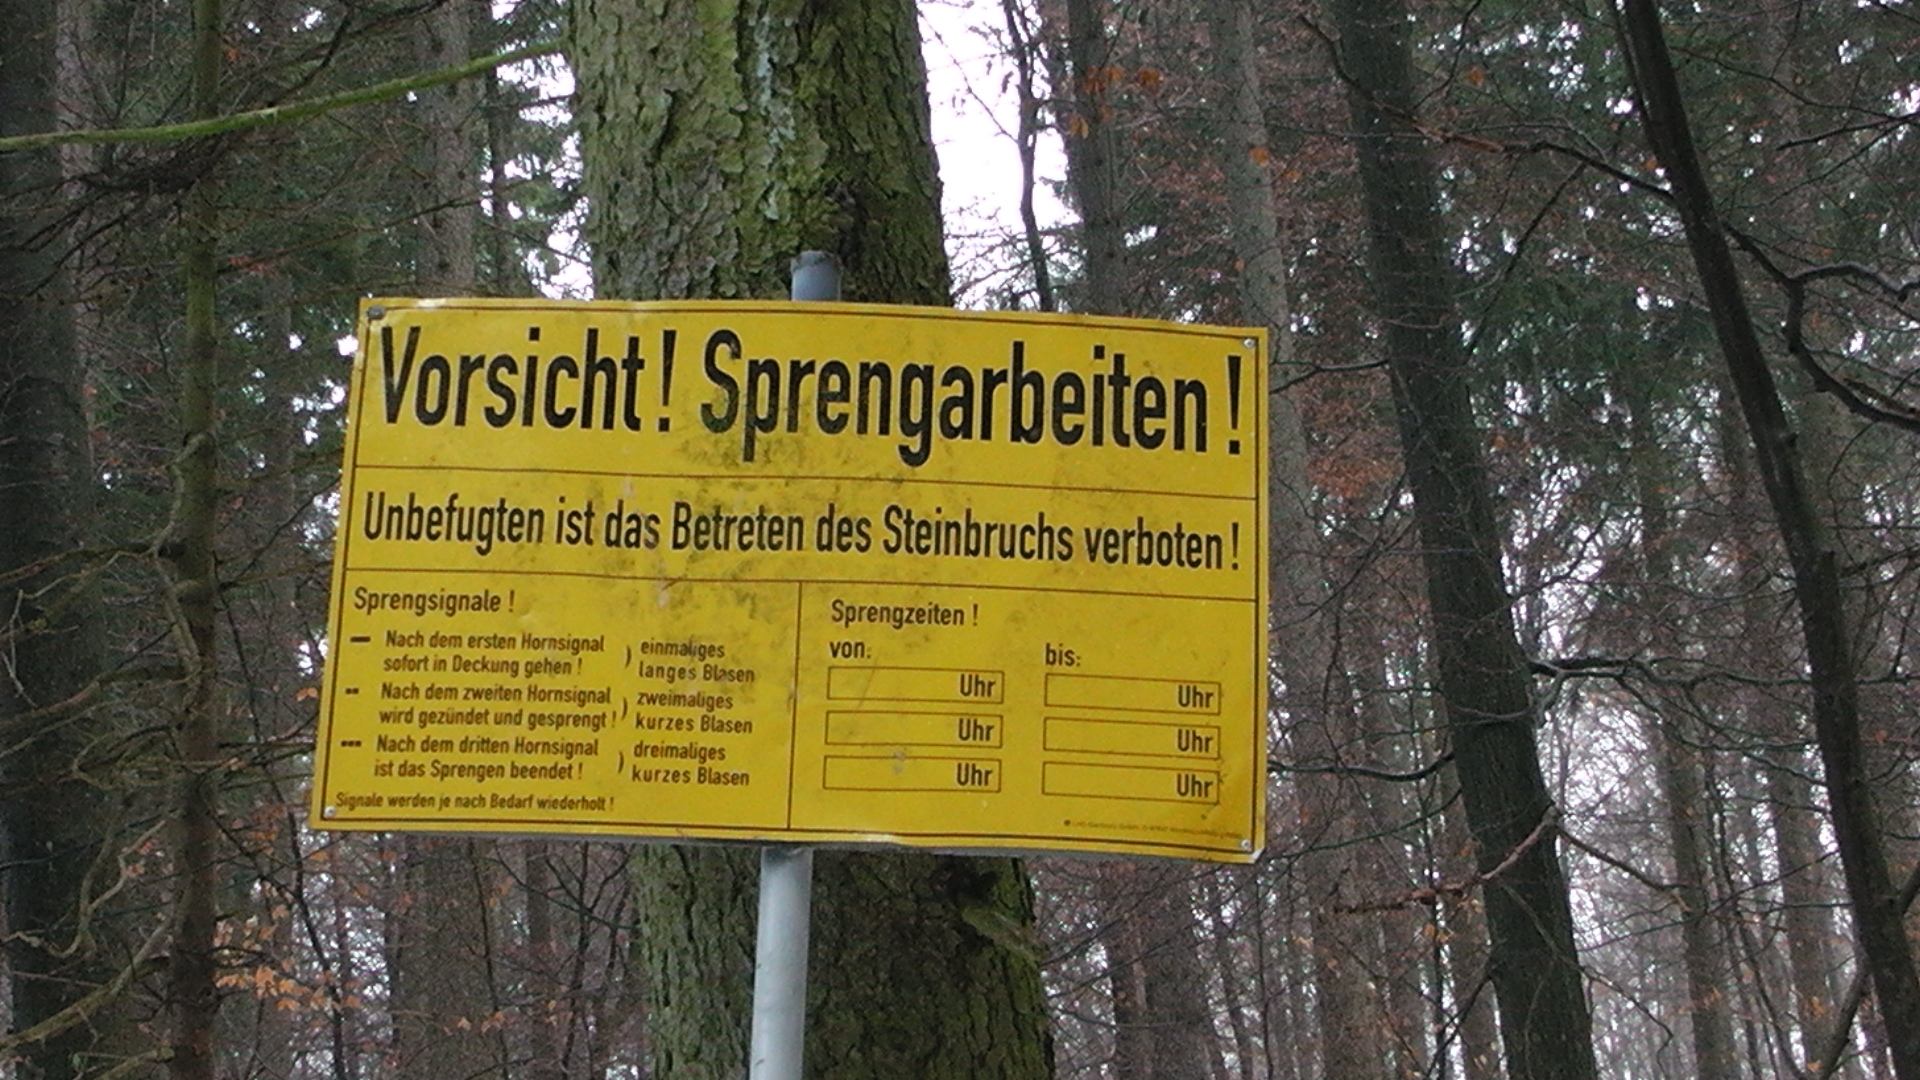 Vorsicht! Sprengarbeiten!
Unbefugten ist das Betreten des Steinbruchs verboten!
Sprengsignale!
Nach dem ersten Hornsignal
sofort in Deckung gehen!
) einmaliges
langes Blasen
Nach dem zweiten Hornsignal
wird gezündet und gesprengt!
) zweimaliges
kurzes Blasen
Nach dem dritten Hornsignal
ist das Sprengen beendet!
) dreimaliges
kurzes Blasen
Signale werden je nach Bedarf wiederholt!
Sprengzeiten!
von: bis:
Uhr Uhr
Uhr Uhr
Uhr Uhr